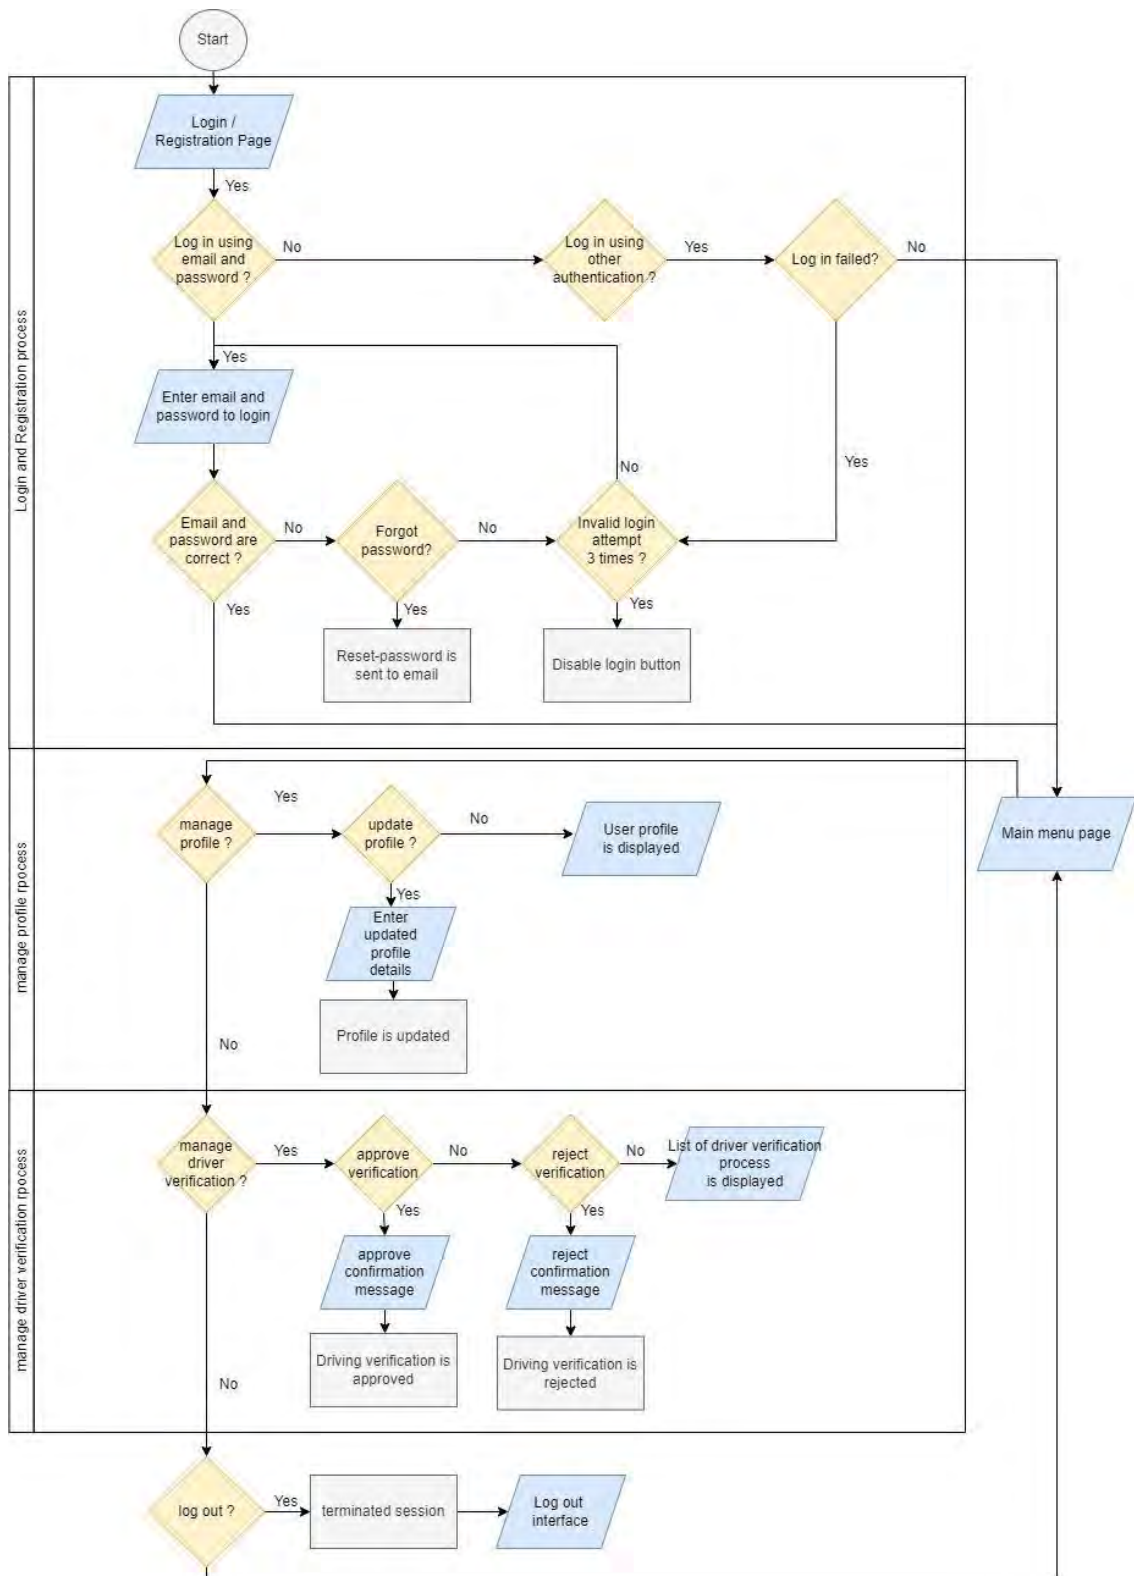 Start
Login /
Registration Page
Yes
Log in using
email and
password ?
No
Log in using
other
authentication ?
Yes
Log in failed?
No
Yes
Enter email and
password to login
No
Yes
Email and
password are
correct ?
No
Forgot
password?
No
Invalid login
attempt
3 times ?
Yes
Yes
Yes
Reset-password is
sent to email
Disable login button
Login and Registration process
manage
profile ?
Yes
update
profile ?
No
User profile
is displayed
Main menu page
Yes
Enter
updated
profile
details
Profile is updated
No
manage profile rpocess
manage
driver
verification ?
Yes
approve
verification
No
reject
verification
No
List of driver verification
process
is displayed
Yes
Yes
approve
confirmation
message
reject
confirmation
message
Driving verification is
approved
Driving verification is
rejected
No
manage driver verification rpocess
log out ?
Yes
terminated session
Log out
interface